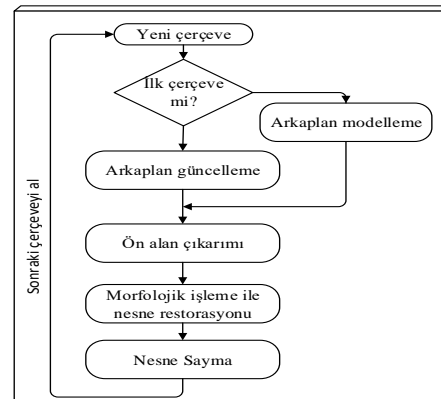 Yeni çerçeve
İlk çerçeve
mi?
Arkaplan modelleme
Arkaplan güncelleme
Ön alan çıkarımı
Morfolojik işleme ile
nesne restorasyonu
Nesne Sayma
Sonraki çerçeveyi al